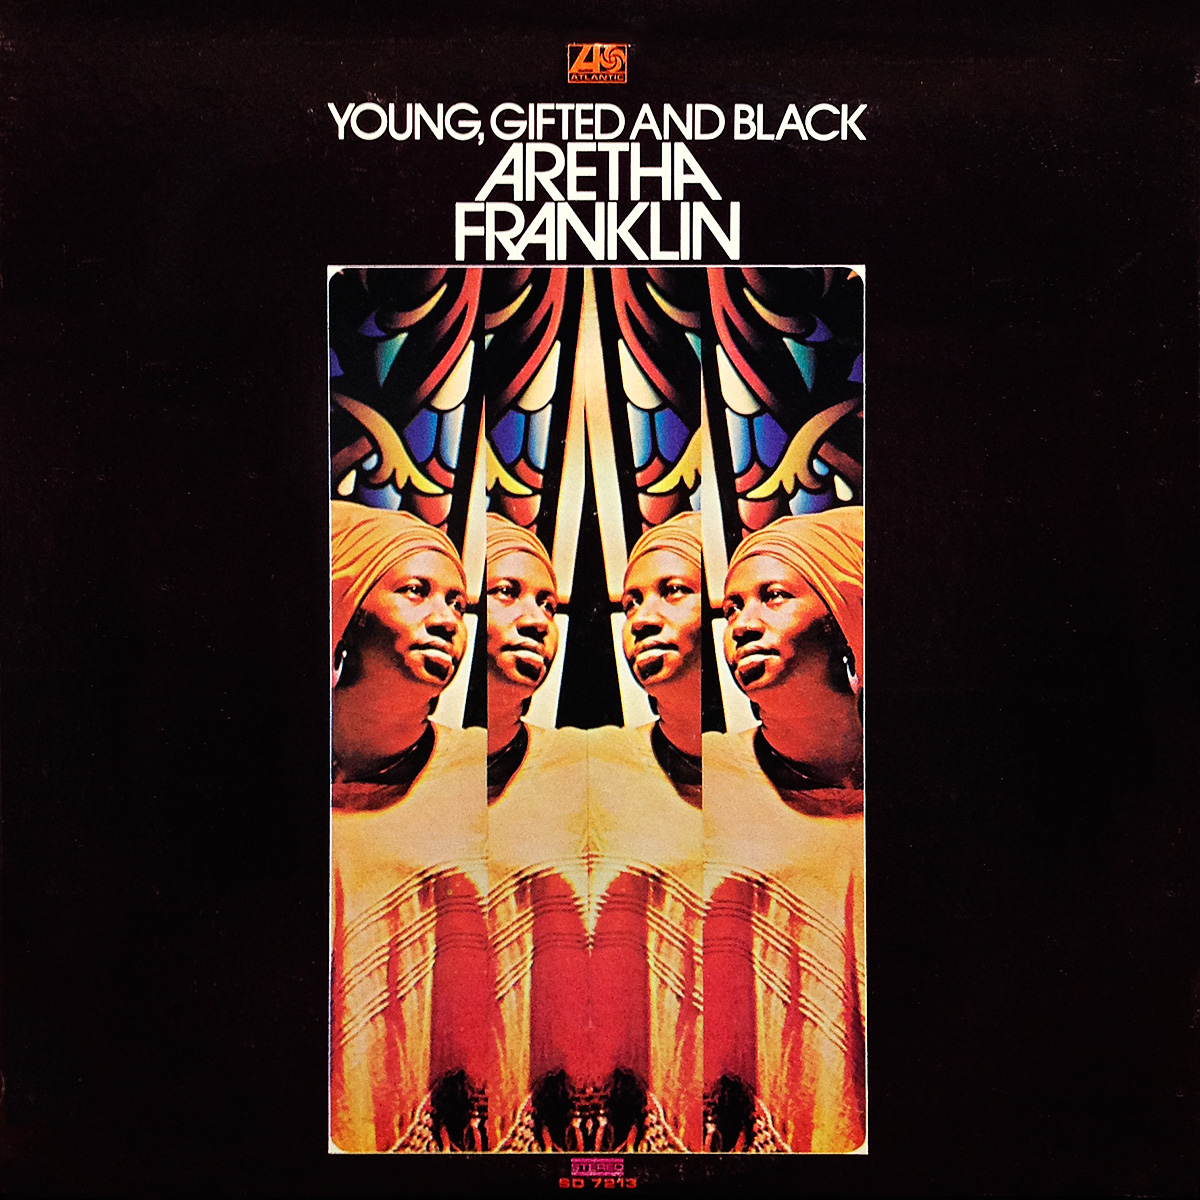 ATLANTIC
YOUNG, GIFTED AND BLACK
ARETHA
FRANKLIN
STEREO
SD 7213